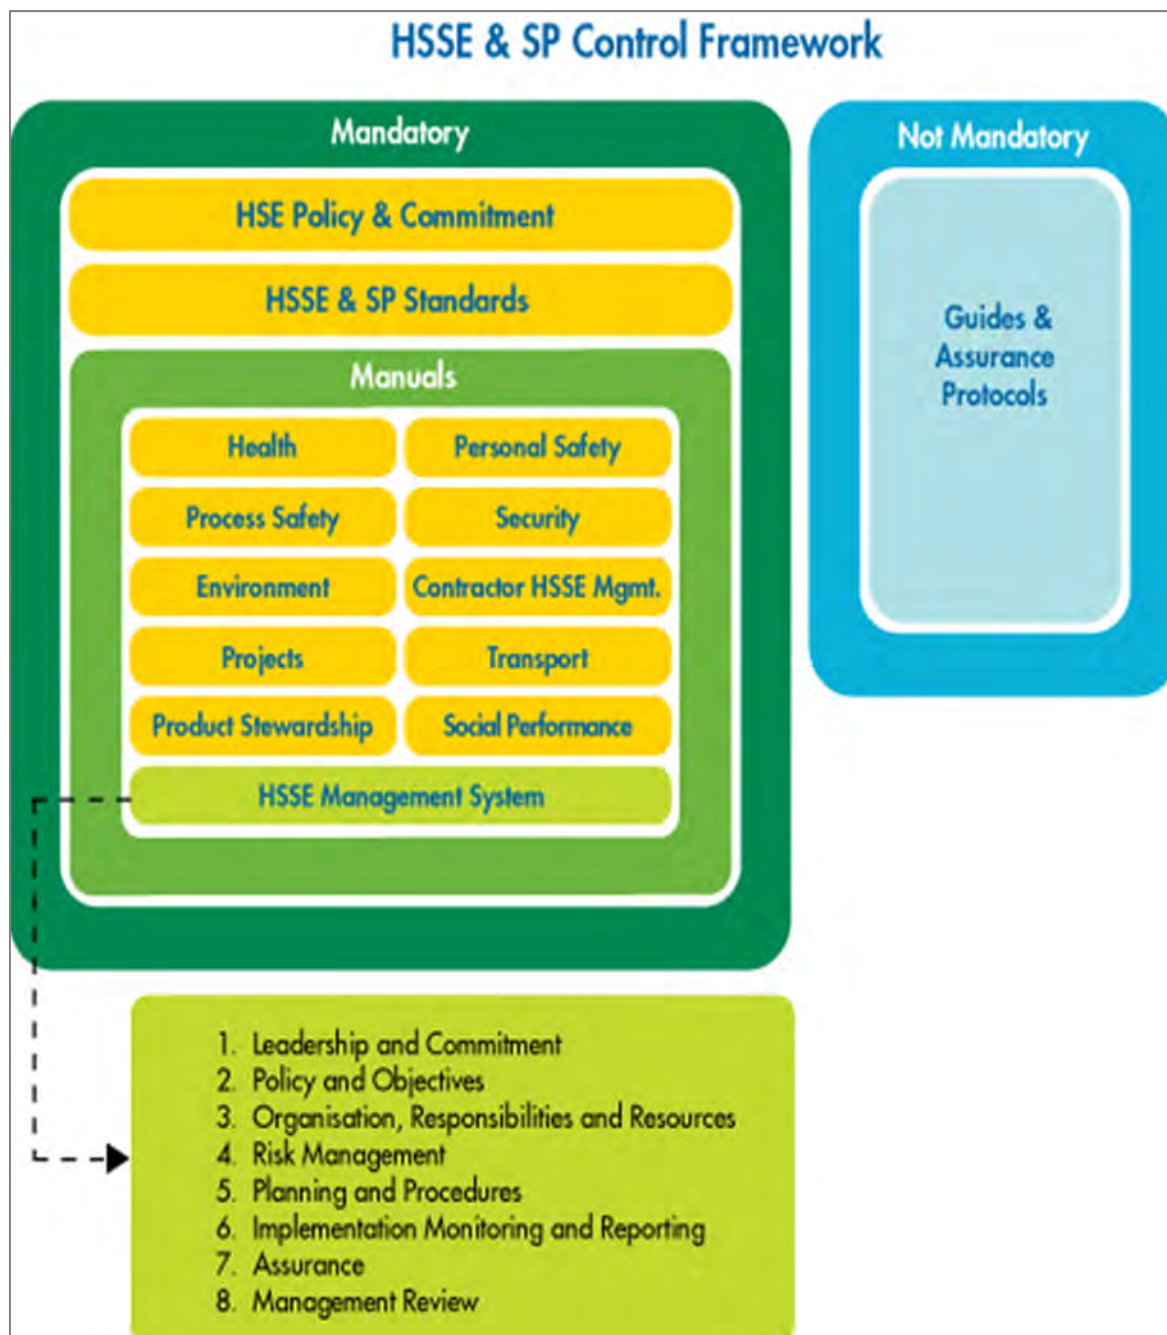 HSSE & SP Control Framework
Mandatory
HSE Policy & Commitment
HSSE & SP Standards
Manuals
Health
Personal Safety
Process Safety
Security
Environment
Contractor HSSE Mgmt.
Projects
Transport
Product Stewardship
Social Performance
HSSE Management System
Not Mandatory
Guides &
Assurance
Protocols
1. Leadership and Commitment
2. Policy and Objectives
3. Organisation, Responsibilities and Resources
4. Risk Management
5. Planning and Procedures
6. Implementation Monitoring and Reporting
7. Assurance
8. Management Review